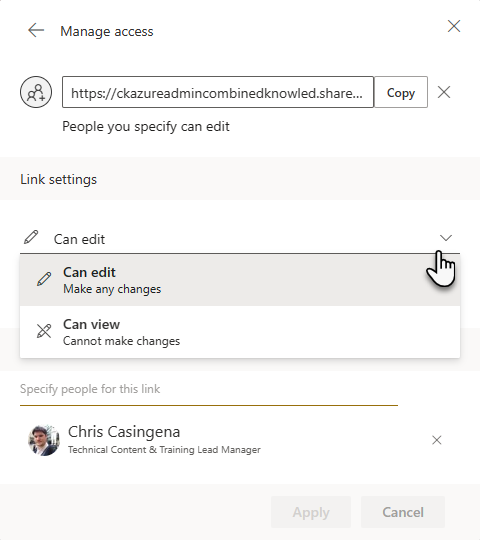 Manage access
https://ckazureadmincombinedknowled.share...
Copy
People you specify can edit
Link settings
Can edit
Can edit
Make any changes
Can view
Cannot make changes
Specify people for this link
Chris Casingena
Technical Content & Training Lead Manager
Apply
Cancel